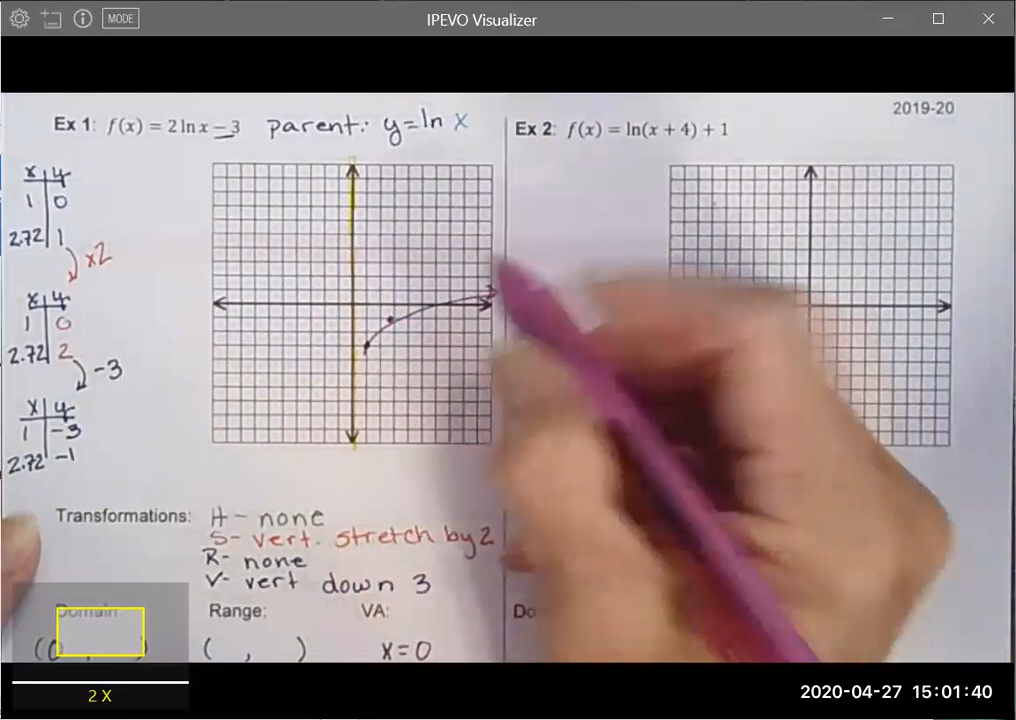 IPEVO Visualizer
MODE
2019-20
Ex 1: f(x) = 2 ln x − 3 parent: y = ln x
x | y
1 | 0
2.72 | 1
x2
x | y
1 | 0
2.72 | 2
-3
x | y
1 | -3
2.72 | -1
Transformations: H - none
S - vert. stretch by 2
R - none
V - vert down 3
Domain: Range: VA:
(0 , ) ( , ) x = 0
Ex 2: f(x) = ln(x + 4) + 1
Do
2 X
2020-04-27 15:01:40